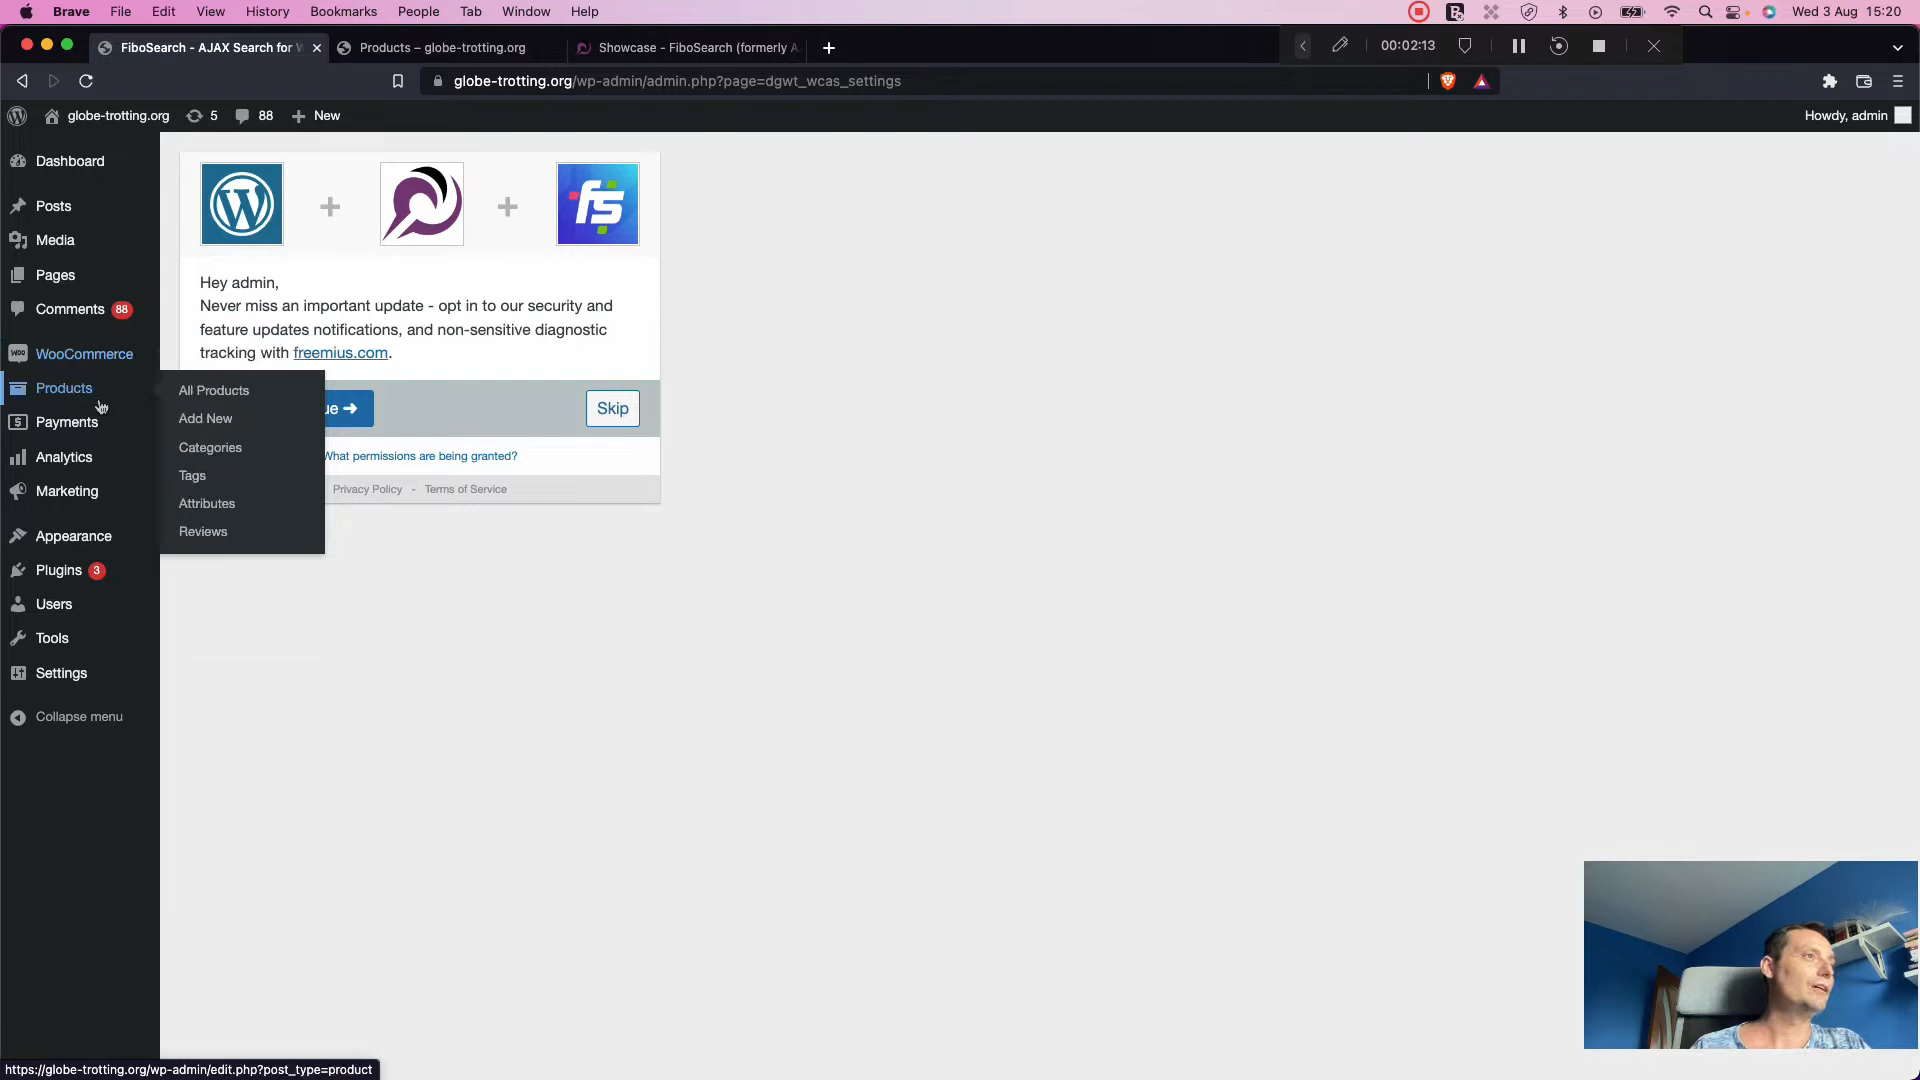 Brave File Edit View History Bookmarks People Tab Window Help
Wed 3 Aug 15:20
FiboSearch - AJAX Search for W
Products – globe-trotting.org
Showcase - FiboSearch (formerly A
00:02:13
globe-trotting.org/wp-admin/admin.php?page=dgwt_wcas_settings
globe-trotting.org 5 88 New
Howdy, admin
Dashboard
Posts
Media
Pages
Comments 88
WooCommerce
Products
Payments
Analytics
Marketing
Appearance
Plugins 3
Users
Tools
Settings
Collapse menu
All Products
Add New
Categories
Tags
Attributes
Reviews
Hey admin,
Never miss an important update - opt in to our security and
feature updates notifications, and non-sensitive diagnostic
tracking with freemius.com.
ue ➔
Skip
What permissions are being granted?
Privacy Policy - Terms of Service
https://globe-trotting.org/wp-admin/edit.php?post_type=product